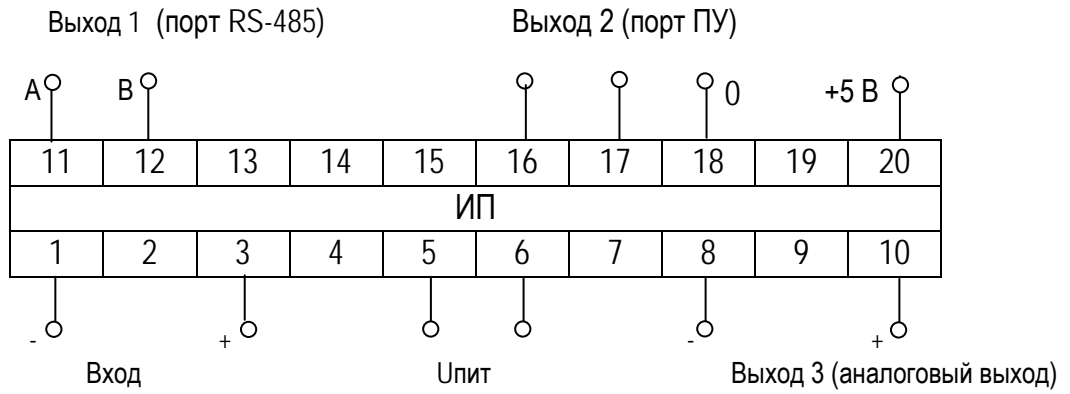 Выход 1 (порт RS-485) Выход 2 (порт ПУ)
А В 0 +5 В
11 12 13 14 15 16 17 18 19 20
ИП
1 2 3 4 5 6 7 8 9 10
- + - +
Вход Uпит Выход 3 (аналоговый выход)